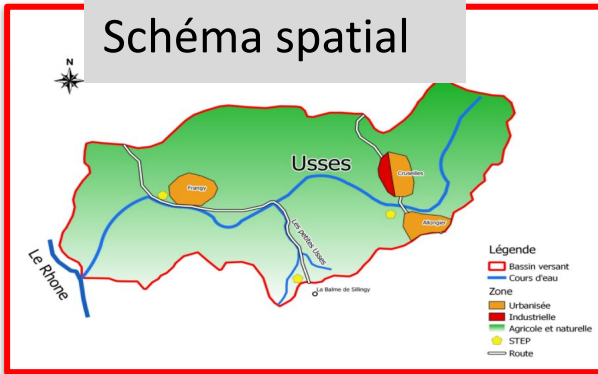 Schéma spatial
N
Usses
Cruseilles
Frangy
Allonzier
Les petites Usses
Le Rhone
La Balme de Sillingy
Légende
Bassin versant
Cours d'eau
Zone
Urbanisée
Industrielle
Agricole et naturelle
STEP
Route